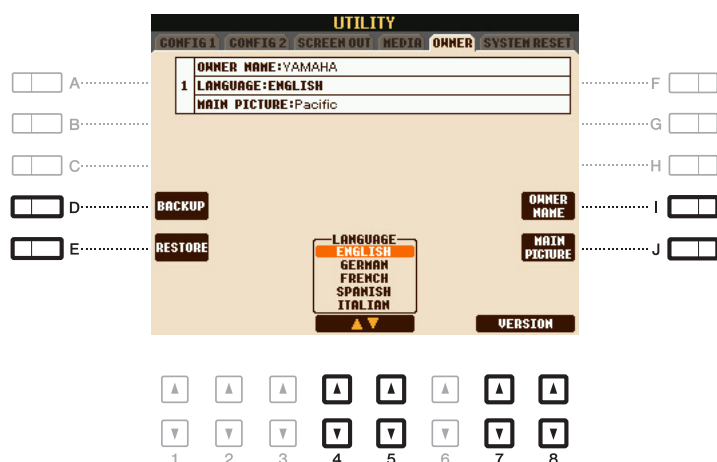 UTILITY
CONFIG 1 CONFIG 2 SCREEN OUT MEDIA OWNER SYSTEM RESET
OWNER NAME:YAMAHA
1 LANGUAGE:ENGLISH
MAIN PICTURE:Pacific
A F
B G
C H
D BACKUP OWNER NAME I
E RESTORE MAIN PICTURE J
LANGUAGE
ENGLISH
GERMAN
FRENCH
SPANISH
ITALIAN
VERSION
1 2 3 4 5 6 7 8